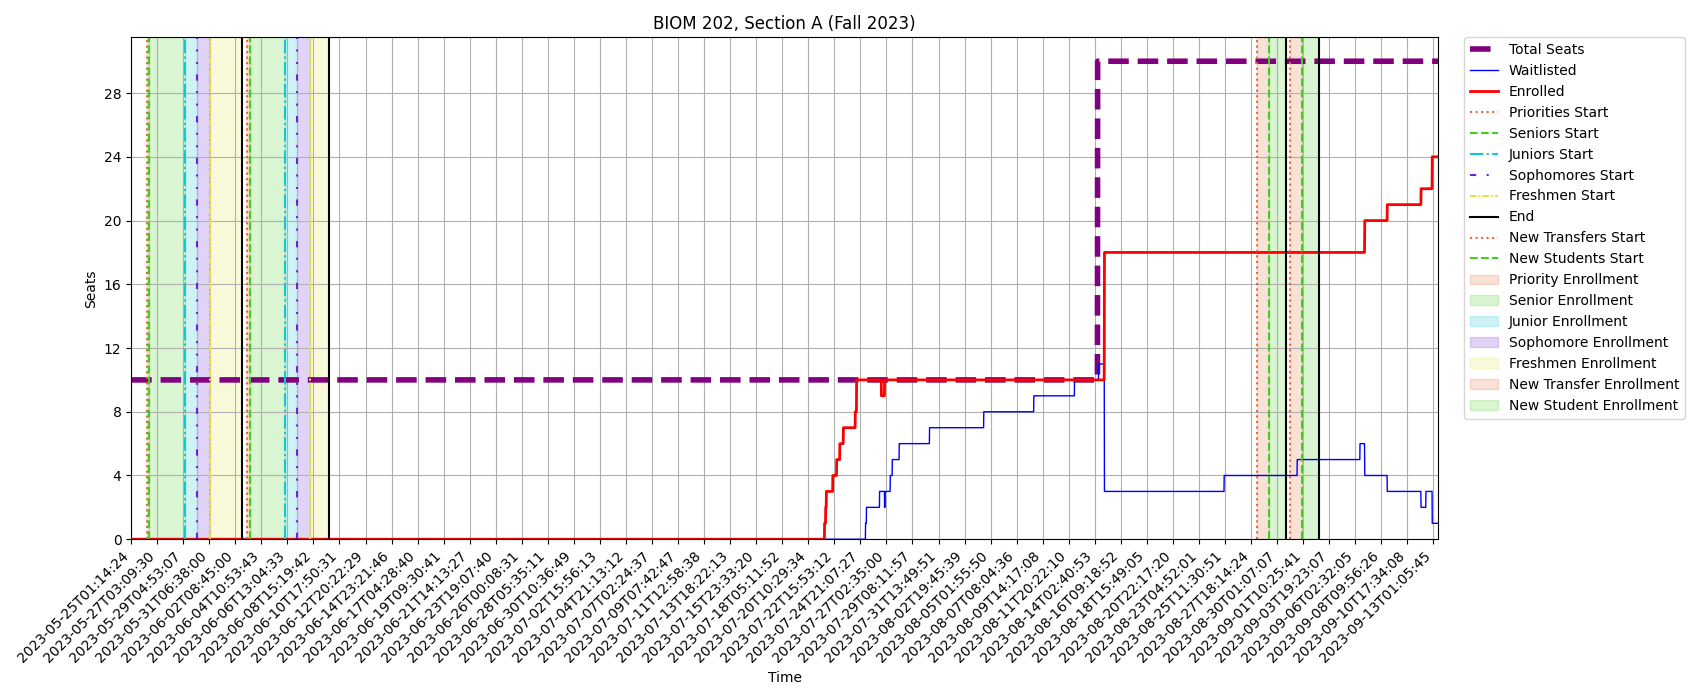 BIOM 202, Section A (Fall 2023)
Seats
28
24
20
16
12
8
4
0
2023-05-25T01:14:24
2023-05-27T03:09:30
2023-05-29T04:53:07
2023-05-31T06:38:00
2023-06-02T08:45:00
2023-06-04T10:53:43
2023-06-06T13:04:33
2023-06-08T15:19:42
2023-06-10T17:50:31
2023-06-12T20:22:29
2023-06-14T23:21:46
2023-06-17T04:28:40
2023-06-19T09:30:41
2023-06-21T14:13:27
2023-06-23T19:07:40
2023-06-26T00:08:31
2023-06-28T05:35:11
2023-06-30T10:36:49
2023-07-02T15:56:13
2023-07-04T21:13:12
2023-07-07T02:24:37
2023-07-09T07:42:47
2023-07-11T12:58:38
2023-07-13T18:22:13
2023-07-15T23:33:20
2023-07-18T05:11:52
2023-07-20T10:29:34
2023-07-22T15:53:12
2023-07-24T21:07:27
2023-07-27T02:35:00
2023-07-29T08:11:57
2023-07-31T13:49:51
2023-08-02T19:45:39
2023-08-05T01:55:50
2023-08-07T08:04:36
2023-08-09T14:17:08
2023-08-11T20:22:10
2023-08-14T02:40:53
2023-08-16T09:18:52
2023-08-18T15:49:05
2023-08-20T22:17:20
2023-08-23T04:52:01
2023-08-25T11:30:51
2023-08-27T18:14:24
2023-08-30T01:07:07
2023-09-01T10:25:41
2023-09-03T19:23:07
2023-09-06T02:32:05
2023-09-08T09:56:26
2023-09-10T17:34:08
2023-09-13T01:05:45
Time
Total Seats
Waitlisted
Enrolled
Priorities Start
Seniors Start
Juniors Start
Sophomores Start
Freshmen Start
End
New Transfers Start
New Students Start
Priority Enrollment
Senior Enrollment
Junior Enrollment
Sophomore Enrollment
Freshmen Enrollment
New Transfer Enrollment
New Student Enrollment